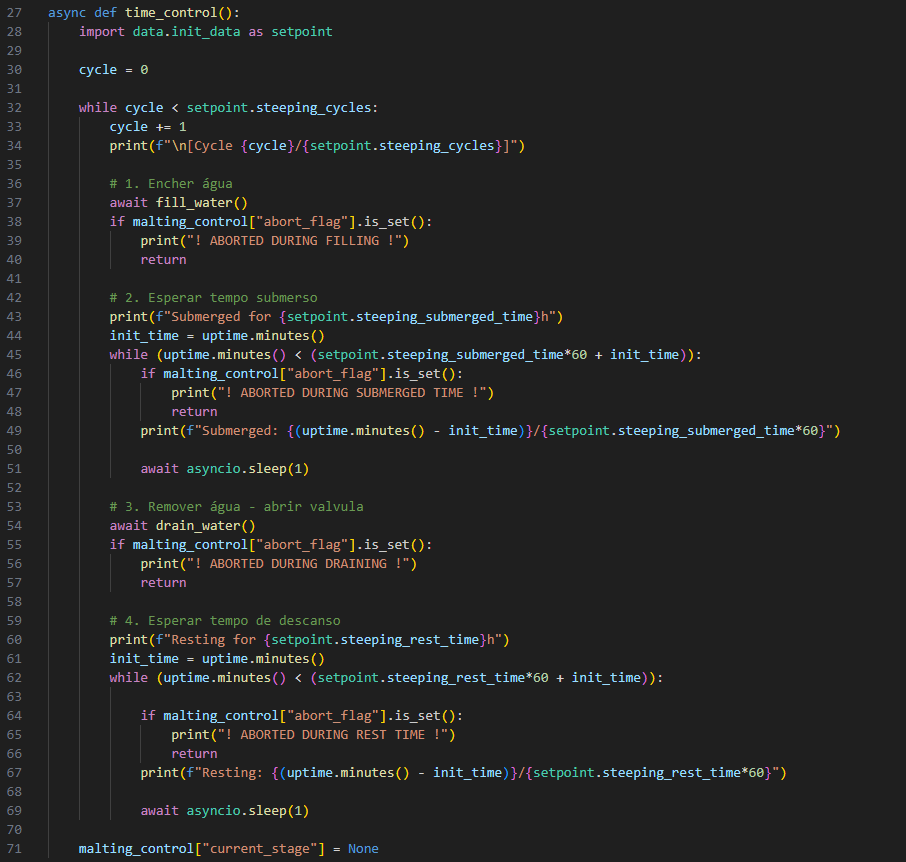 27 async def time_control():
28     import data.init_data as setpoint
29
30     cycle = 0
31
32     while cycle < setpoint.steeping_cycles:
33         cycle += 1
34         print(f"\n[Cycle {cycle}/{setpoint.steeping_cycles}]")
35
36         # 1. Encher água
37         await fill_water()
38         if malting_control["abort_flag"].is_set():
39             print("! ABORTED DURING FILLING !")
40             return
41
42         # 2. Esperar tempo submerso
43         print(f"Submerged for {setpoint.steeping_submerged_time}h")
44         init_time = uptime.minutes()
45         while (uptime.minutes() < (setpoint.steeping_submerged_time*60 + init_time)):
46             if malting_control["abort_flag"].is_set():
47                 print("! ABORTED DURING SUBMERGED TIME !")
48                 return
49             print(f"Submerged: {(uptime.minutes() - init_time)}/{setpoint.steeping_submerged_time*60}")
50
51             await asyncio.sleep(1)
52
53         # 3. Remover água - abrir valvula
54         await drain_water()
55         if malting_control["abort_flag"].is_set():
56             print("! ABORTED DURING DRAINING !")
57             return
58
59         # 4. Esperar tempo de descanso
60         print(f"Resting for {setpoint.steeping_rest_time}h")
61         init_time = uptime.minutes()
62         while (uptime.minutes() < (setpoint.steeping_rest_time*60 + init_time)):
63
64             if malting_control["abort_flag"].is_set():
65                 print("! ABORTED DURING REST TIME !")
66                 return
67             print(f"Resting: {(uptime.minutes() - init_time)}/{setpoint.steeping_rest_time*60}")
68
69             await asyncio.sleep(1)
70
71     malting_control["current_stage"] = None